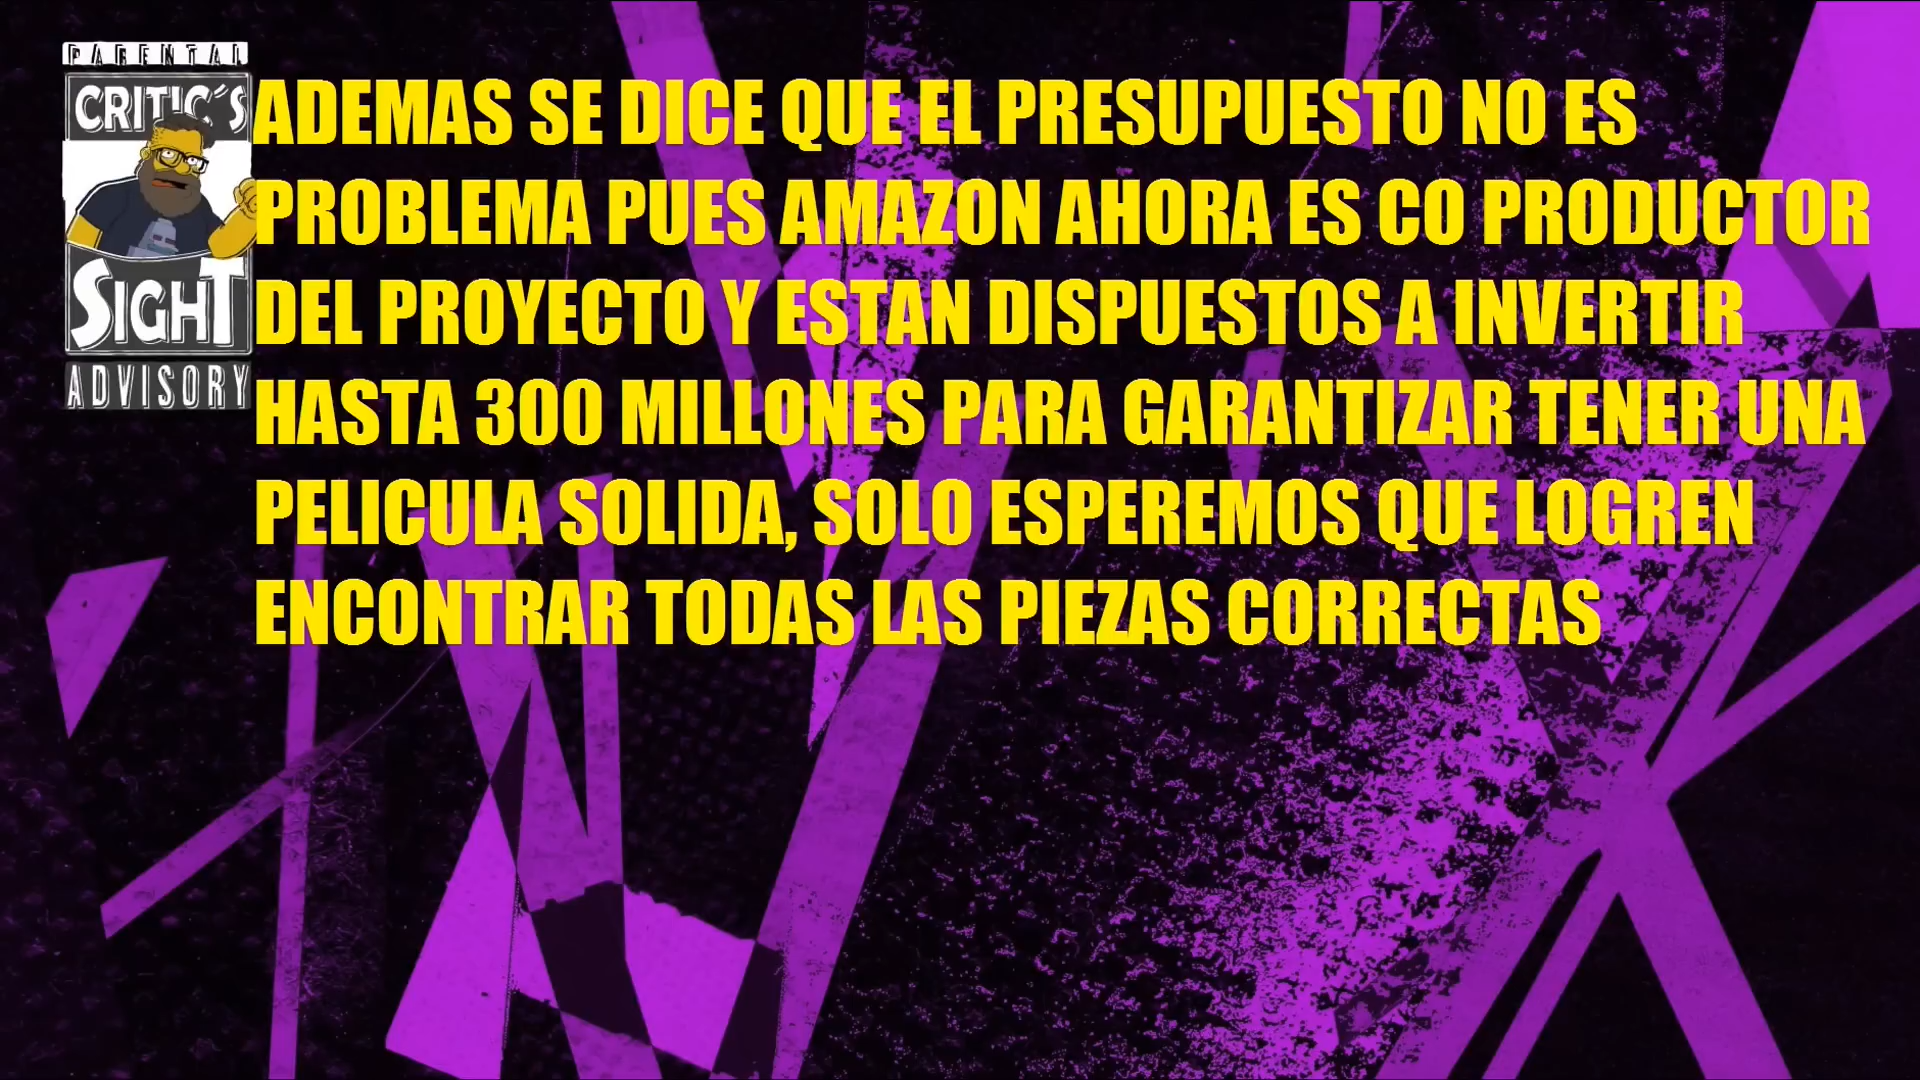 PARENTAL
CRITIC´S
SIGHT
ADVISORY
ADEMAS SE DICE QUE EL PRESUPUESTO NO ES
PROBLEMA PUES AMAZON AHORA ES CO PRODUCTOR
DEL PROYECTO Y ESTAN DISPUESTOS A INVERTIR
HASTA 300 MILLONES PARA GARANTIZAR TENER UNA
PELICULA SOLIDA, SOLO ESPEREMOS QUE LOGREN
ENCONTRAR TODAS LAS PIEZAS CORRECTAS